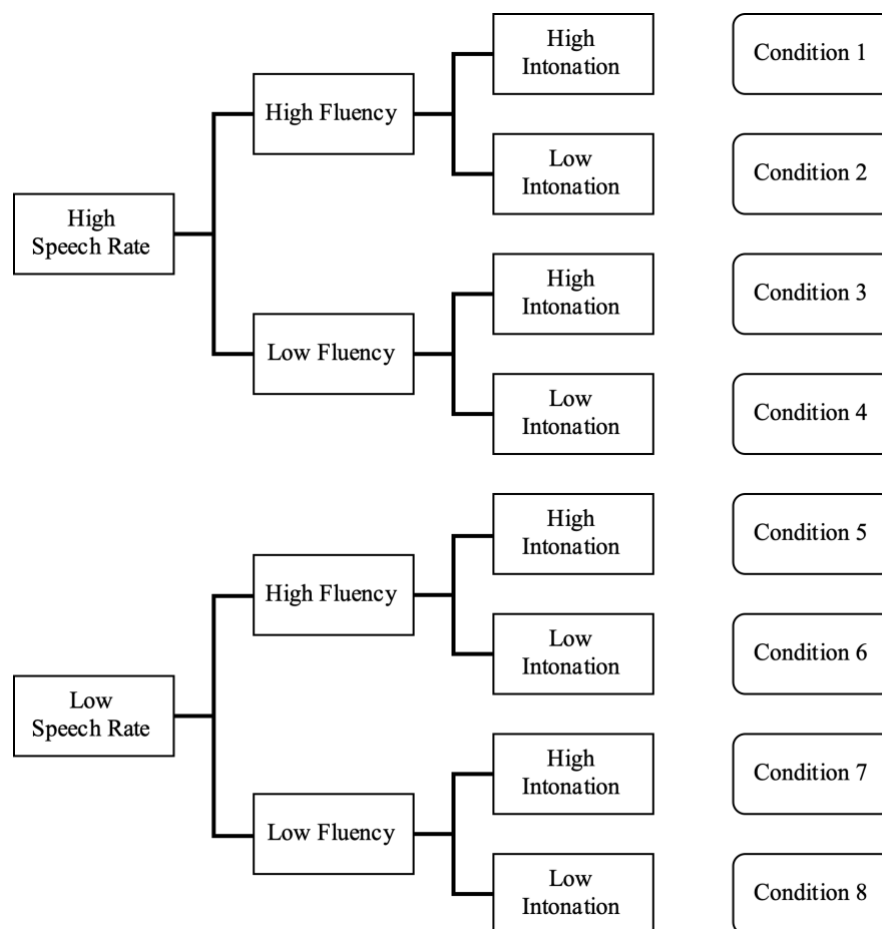 High
Intonation
Condition 1
High Fluency
Low
Intonation
Condition 2
High
Speech Rate
High
Intonation
Condition 3
Low Fluency
Low
Intonation
Condition 4
High
Intonation
Condition 5
High Fluency
Low
Intonation
Condition 6
Low
Speech Rate
High
Intonation
Condition 7
Low Fluency
Low
Intonation
Condition 8